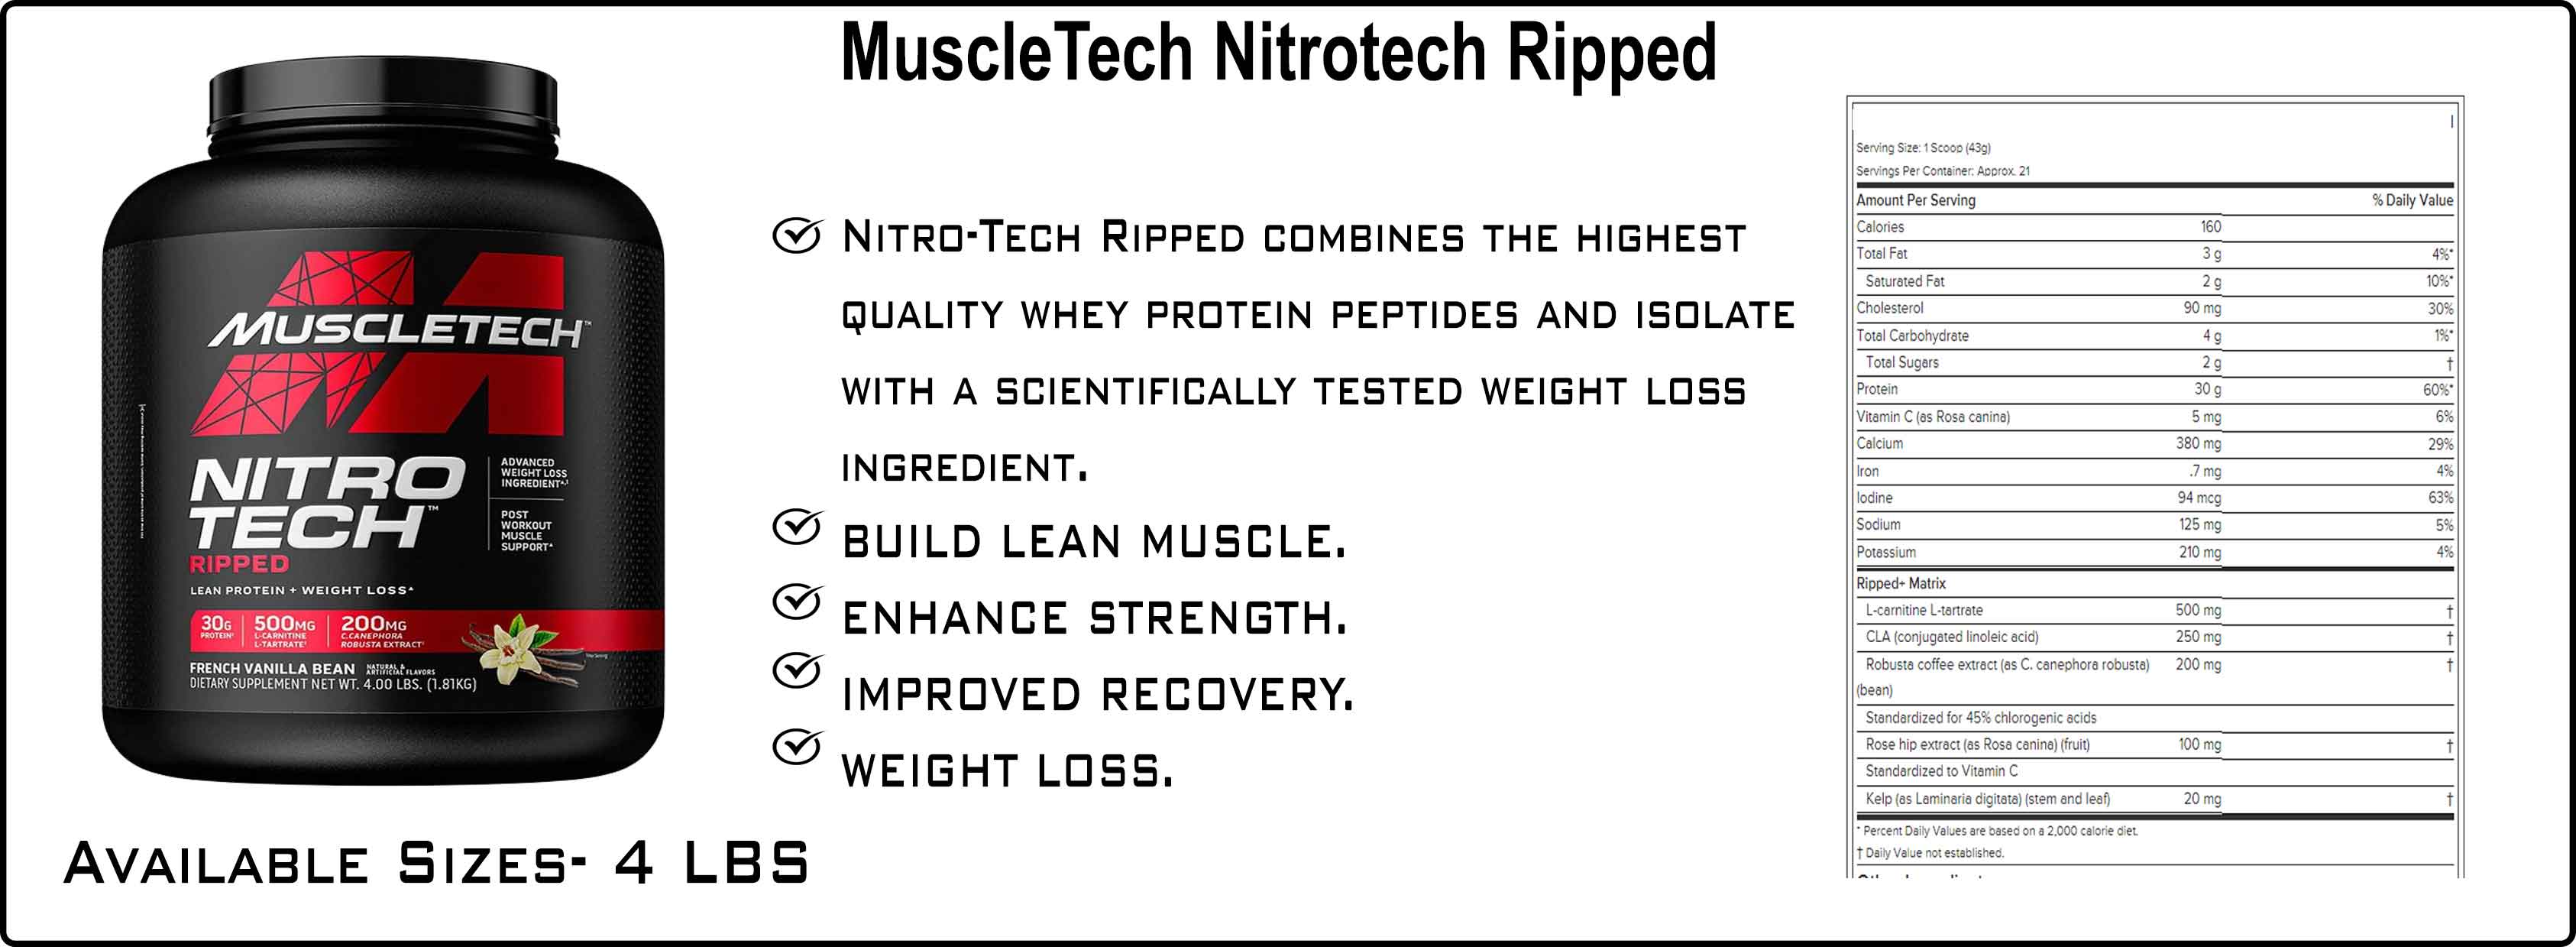 MuscleTech Nitrotech Ripped
MUSCLETECH™
NITRO
TECH™
RIPPED
LEAN PROTEIN + WEIGHT LOSS
ADVANCED
WEIGHT LOSS
INGREDIENT
POST
WORKOUT
MUSCLE
SUPPORT
30G
PROTEIN
500MG
L-CARNITINE
L-TARTRATE
200MG
C.CANEPHORA
ROBUSTA EXTRACT
FRENCH VANILLA BEAN
NATURAL &
ARTIFICIAL FLAVORS
DIETARY SUPPLEMENT NET WT. 4.00 LBS. (1.81KG)
AVAILABLE SIZES- 4 LBS
NITRO-TECH RIPPED COMBINES THE HIGHEST
QUALITY WHEY PROTEIN PEPTIDES AND ISOLATE
WITH A SCIENTIFICALLY TESTED WEIGHT LOSS
INGREDIENT.
BUILD LEAN MUSCLE.
ENHANCE STRENGTH.
IMPROVED RECOVERY.
WEIGHT LOSS.
Serving Size: 1 Scoop (43g)
Servings Per Container: Approx. 21
Amount Per Serving % Daily Value
Calories 160
Total Fat 3 g 4%*
Saturated Fat 2 g 10%*
Cholesterol 90 mg 30%
Total Carbohydrate 4 g 1%*
Total Sugars 2 g †
Protein 30 g 60%*
Vitamin C (as Rosa canina) 5 mg 6%
Calcium 380 mg 29%
Iron .7 mg 4%
Iodine 94 mcg 63%
Sodium 125 mg 5%
Potassium 210 mg 4%
Ripped+ Matrix
L-carnitine L-tartrate 500 mg †
CLA (conjugated linoleic acid) 250 mg †
Robusta coffee extract (as C. canephora robusta) 200 mg †
(bean)
Standardized for 45% chlorogenic acids
Rose hip extract (as Rosa canina) (fruit) 100 mg †
Standardized to Vitamin C
Kelp (as Laminaria digitata) (stem and leaf) 20 mg †
* Percent Daily Values are based on a 2,000 calorie diet.
† Daily Value not established.